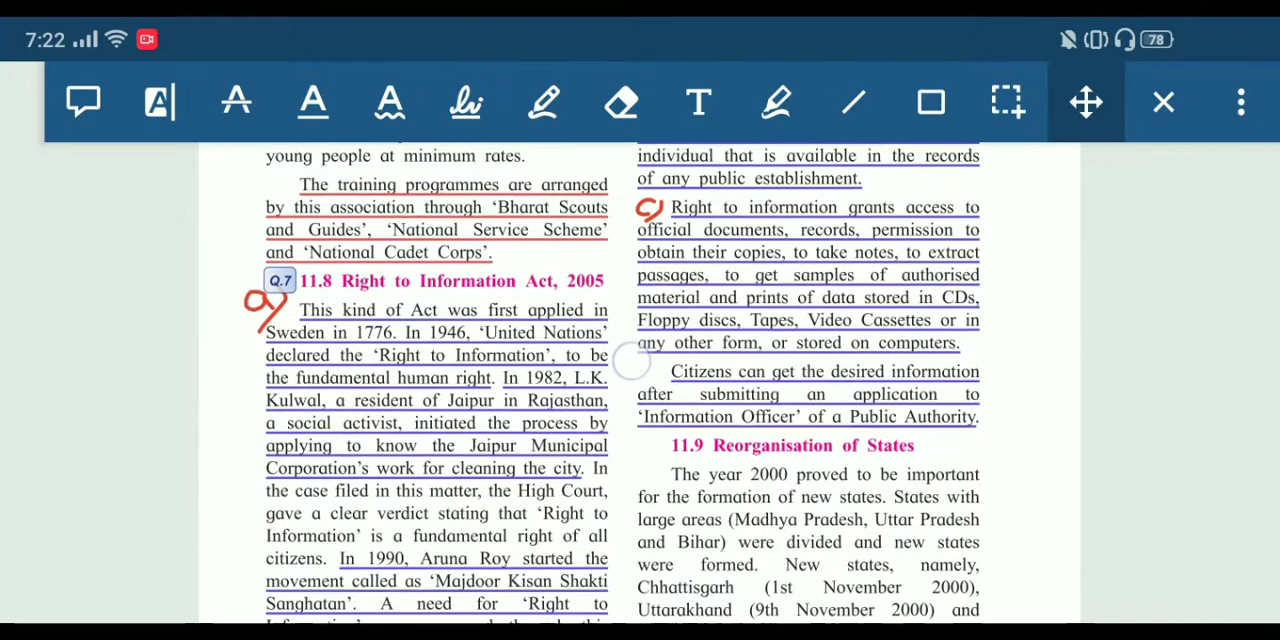 7:22
78
A
A
A
A
T
young people at minimum rates.
The training programmes are arranged
by this association through ‘Bharat Scouts
and Guides’, ‘National Service Scheme’
and ‘National Cadet Corps’.
Q.7 11.8 Right to Information Act, 2005
a)
This kind of Act was first applied in
Sweden in 1776. In 1946, ‘United Nations’
declared the ‘Right to Information’, to be
the fundamental human right. In 1982, L.K.
Kulwal, a resident of Jaipur in Rajasthan,
a social activist, initiated the process by
applying to know the Jaipur Municipal
Corporation’s work for cleaning the city. In
the case filed in this matter, the High Court,
gave a clear verdict stating that ‘Right to
Information’ is a fundamental right of all
citizens. In 1990, Aruna Roy started the
movement called as ‘Majdoor Kisan Shakti
Sanghatan’. A need for ‘Right to
individual that is available in the records
of any public establishment.
c) Right to information grants access to
official documents, records, permission to
obtain their copies, to take notes, to extract
passages, to get samples of authorised
material and prints of data stored in CDs,
Floppy discs, Tapes, Video Cassettes or in
any other form, or stored on computers.
Citizens can get the desired information
after submitting an application to
‘Information Officer’ of a Public Authority.
11.9 Reorganisation of States
The year 2000 proved to be important
for the formation of new states. States with
large areas (Madhya Pradesh, Uttar Pradesh
and Bihar) were divided and new states
were formed. New states, namely,
Chhattisgarh (1st November 2000),
Uttarakhand (9th November 2000) and